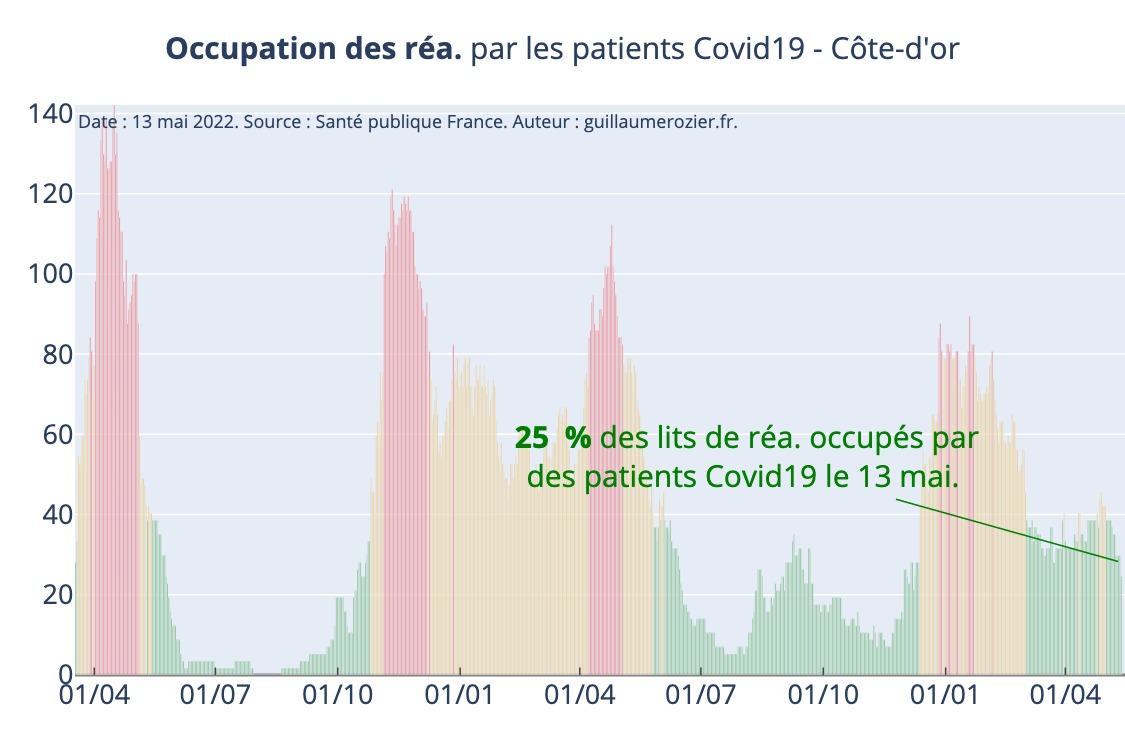 Occupation des réa. par les patients Covid19 - Côte-d'or
140
Date : 13 mai 2022. Source : Santé publique France. Auteur : guillaumerozier.fr.
120
100
80
60
25 % des lits de réa. occupés par
des patients Covid19 le 13 mai.
40
20
0
01/04 01/07 01/10 01/01 01/04 01/07 01/10 01/01 01/04